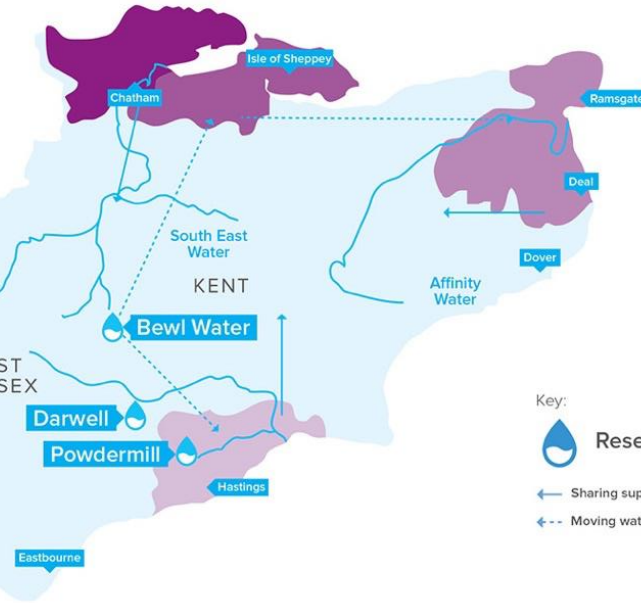 Isle of Sheppey
Chatham
Ramsgate
Deal
South East
Water
Dover
KENT
Affinity
Water
Bewl Water
ST
SEX
Darwell
Powdermill
Hastings
Eastbourne
Key:
Rese
Sharing sup
Moving wat